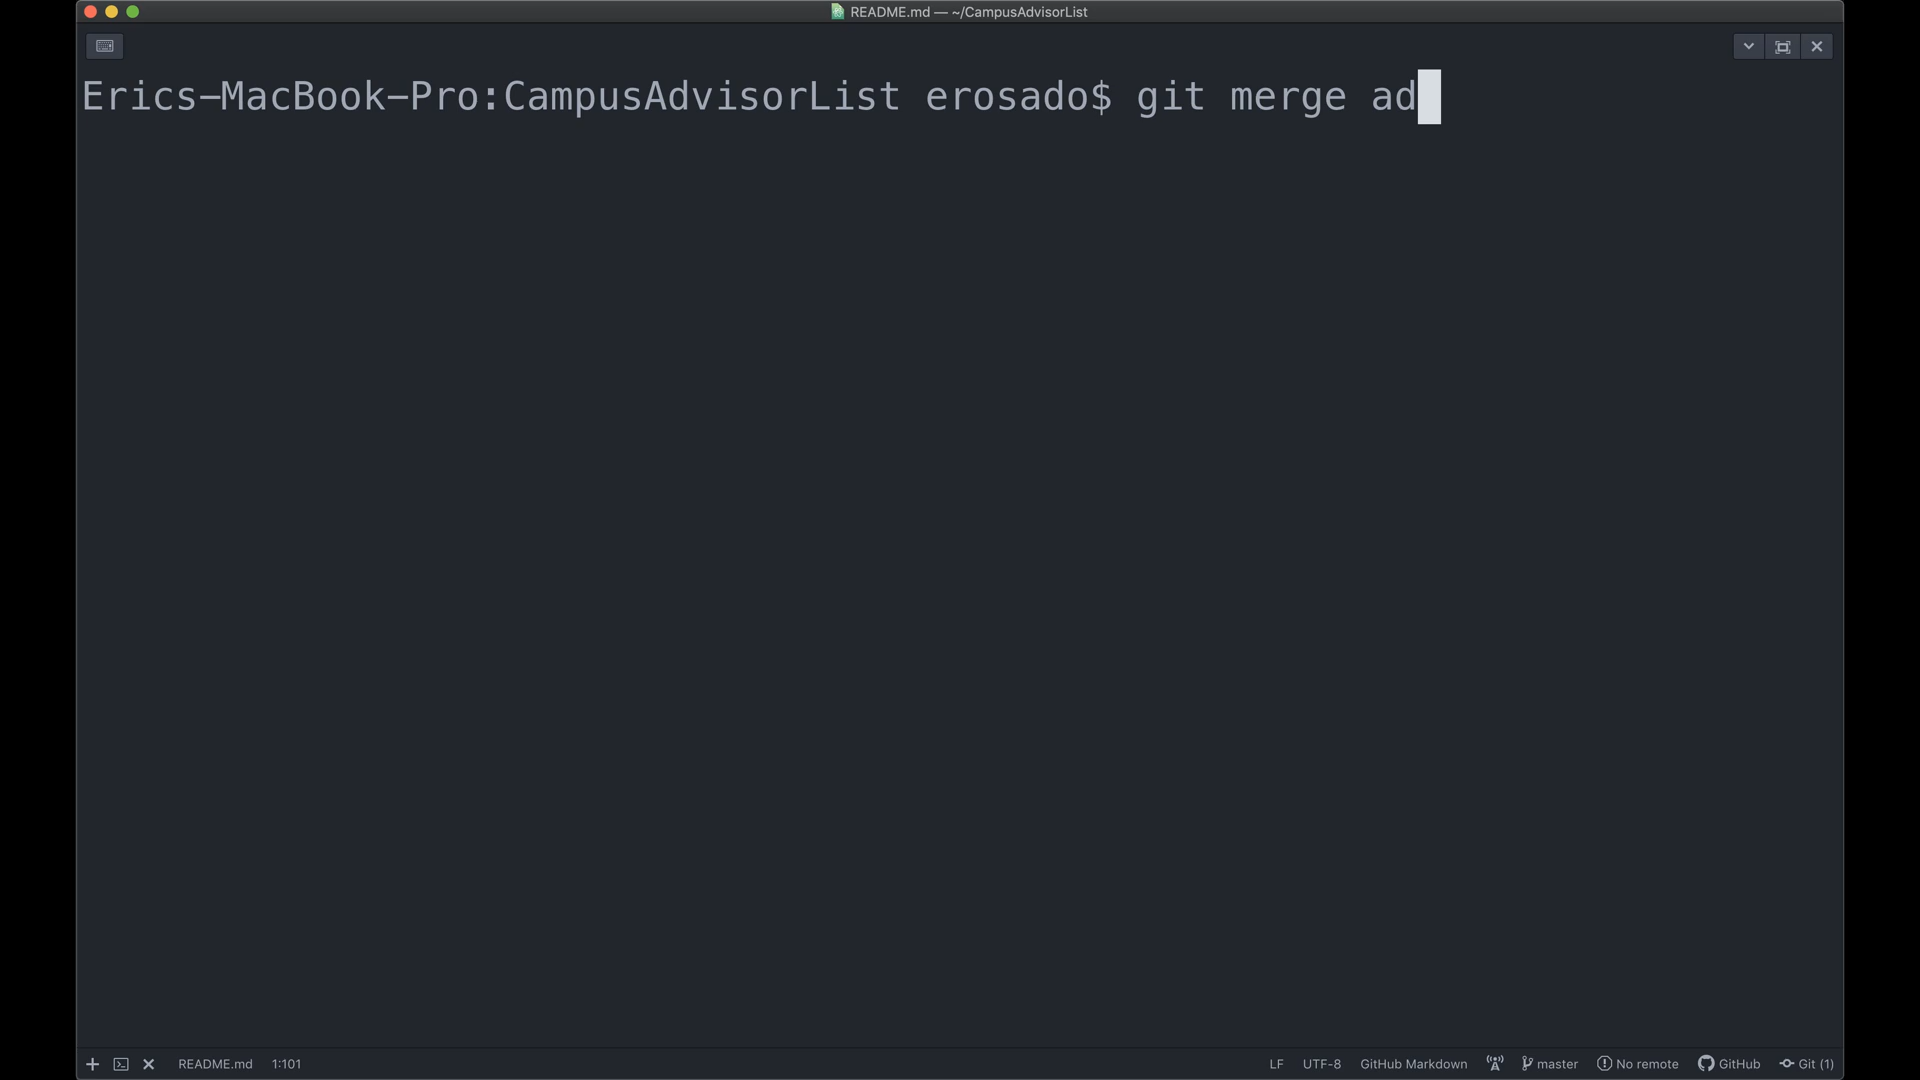 README.md — ~/CampusAdvisorList
Erics-MacBook-Pro:CampusAdvisorList erosado$ git merge ad
README.md 1:101 LF UTF-8 GitHub Markdown master No remote GitHub Git (1)